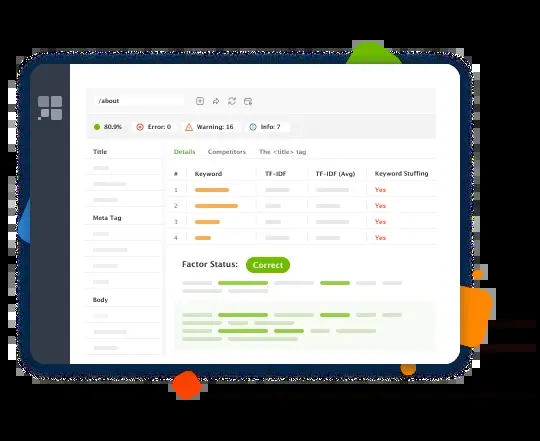 /about
80.9% Error: 0 Warning: 16 Info: 7
Title
Details Competitors The <title> tag
# Keyword TF-IDF TF-IDF (Avg) Keyword Stuffing
1 Yes
2 Yes
Meta Tag
3 Yes
4 Yes
Factor Status: Correct
Body